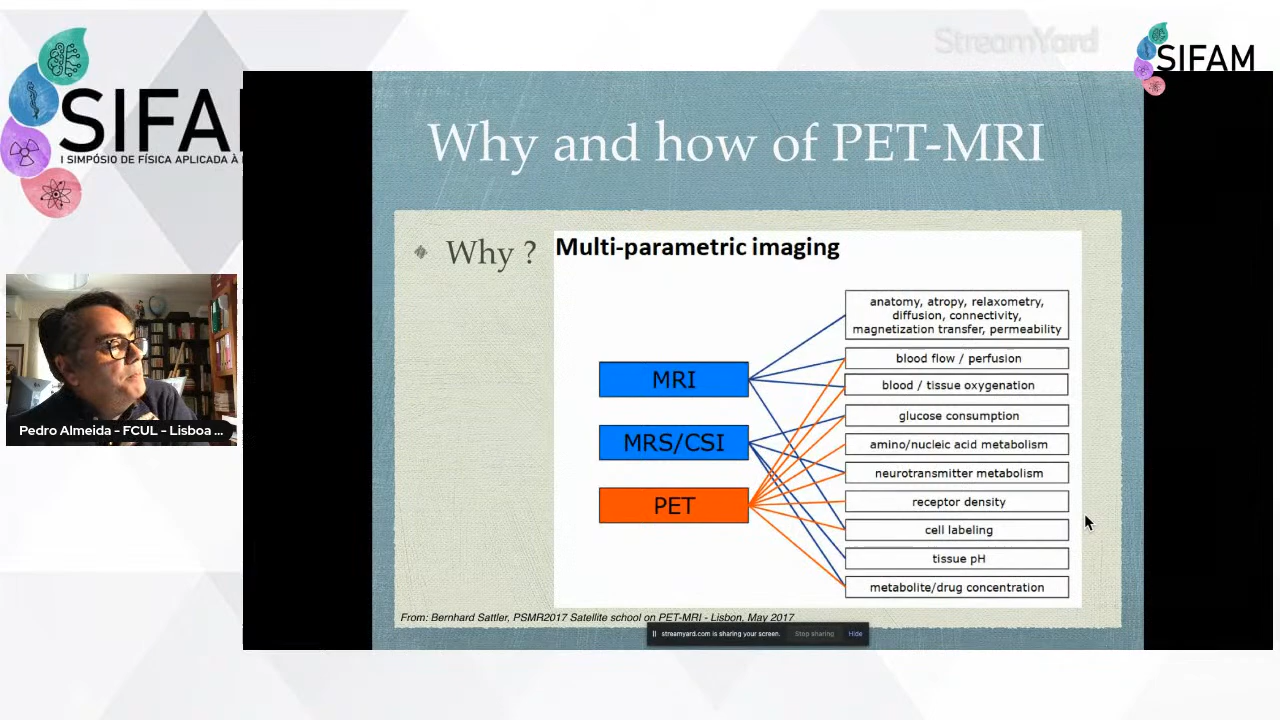 StreamYard
SIFAM
SIFA
I SIMPÓSIO DE FÍSICA APLICADA À
Why and how of PET-MRI
Why ?
Multi-parametric imaging
anatomy, atropy, relaxometry,
diffusion, connectivity,
magnetization transfer, permeability
blood flow / perfusion
MRI
blood / tissue oxygenation
glucose consumption
MRS/CSI
amino/nucleic acid metabolism
neurotransmitter metabolism
PET
receptor density
cell labeling
tissue pH
metabolite/drug concentration
Pedro Almeida - FCUL - Lisboa ...
From: Bernhard Sattler, PSMR2017 Satellite school on PET-MRI - Lisbon, May 2017
streamyard.com is sharing your screen.
Stop sharing
Hide